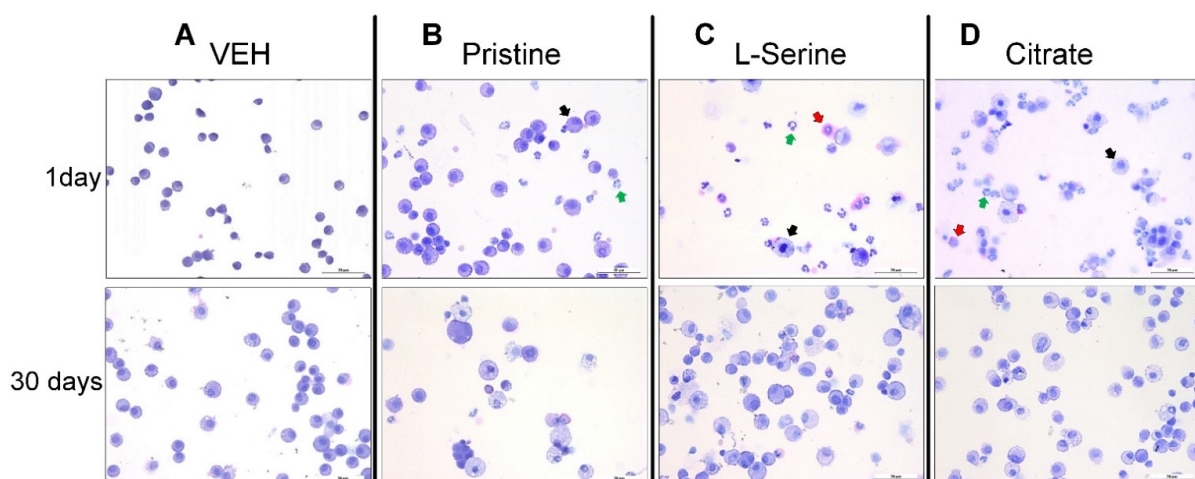 A
VEH
B
Pristine
C
L-Serine
D
Citrate
1day
30 days